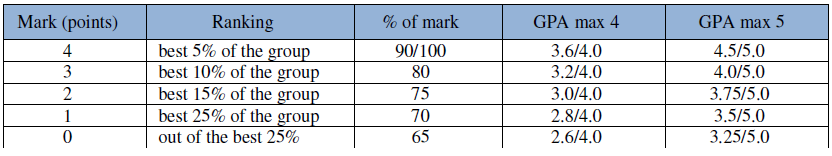 Mark (points) Ranking % of mark GPA max 4 GPA max 5
4 best 5% of the group 90/100 3.6/4.0 4.5/5.0
3 best 10% of the group 80 3.2/4.0 4.0/5.0
2 best 15% of the group 75 3.0/4.0 3.75/5.0
1 best 25% of the group 70 2.8/4.0 3.5/5.0
0 out of the best 25% 65 2.6/4.0 3.25/5.0